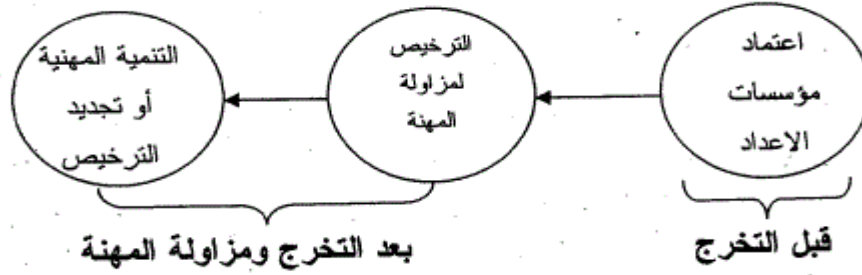 اعتماد
مؤسسات
الاعداد
الترخيص
لمزاولة
المهنة
التنمية المهنية
أو تجديد
الترخيص
قبل التخرج
بعد التخرج ومزاولة المهنة